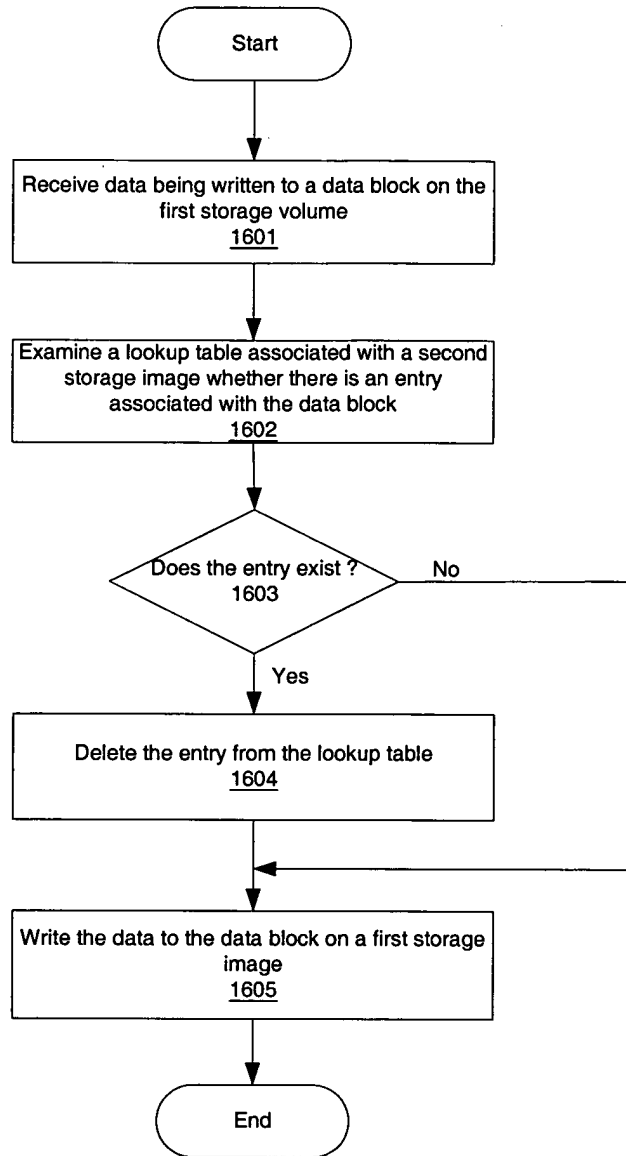 Start
Receive data being written to a data block on the
first storage volume
1601
Examine a lookup table associated with a second
storage image whether there is an entry
associated with the data block
1602
Does the entry exist ?
1603
No
Yes
Delete the entry from the lookup table
1604
Write the data to the data block on a first storage
image
1605
End